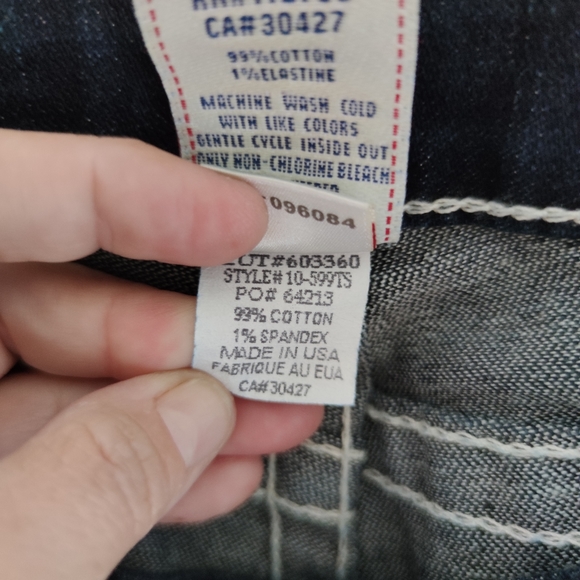 CA#30427
99%COTTON
1%ELASTINE
MACHINE WASH COLD
WITH LIKE COLORS
GENTLE CYCLE INSIDE OUT
ONLY NON-CHLORINE BLEACH
096084
CUT#603360
STYLE# 10-599TS
PO# 64213
99% COTTON
1% SPANDEX
MADE IN USA
FABRIQUE AU EUA
CA#30427